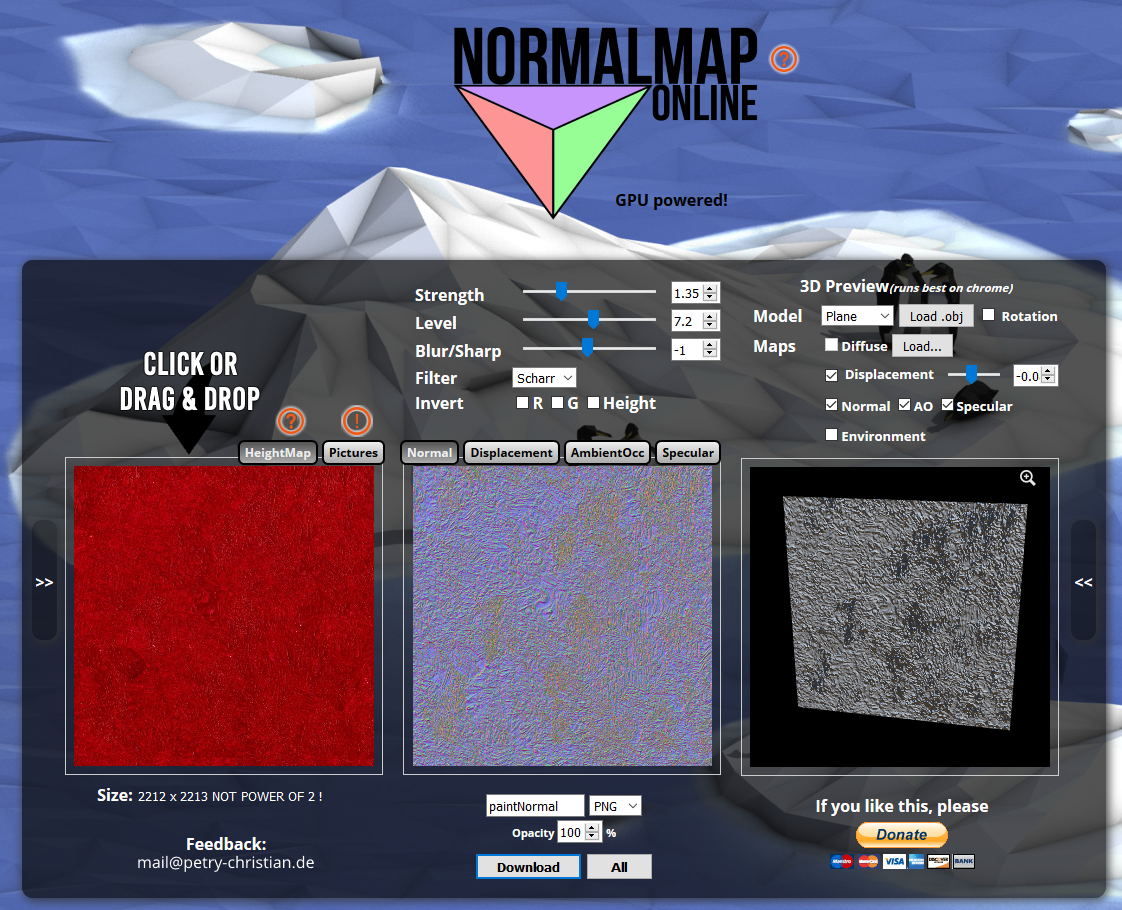 NORMALMAP
ONLINE
?
GPU powered!
CLICK OR
DRAG & DROP
? !
HeightMap Pictures
>>
Size: 2212 x 2213 NOT POWER OF 2 !
Feedback:
mail@petry-christian.de
Strength 1.35
Level 7.2
Blur/Sharp -1
Filter Scharr
Invert R G Height
Normal Displacement AmbientOcc Specular
paintNormal PNG
Opacity 100 %
Download All
3D Preview(runs best on chrome)
Model Plane Load .obj Rotation
Maps Diffuse Load...
Displacement -0.0
Normal AO Specular
Environment
<<
If you like this, please
Donate
Maestro MasterCard VISA DISCOVER BANK